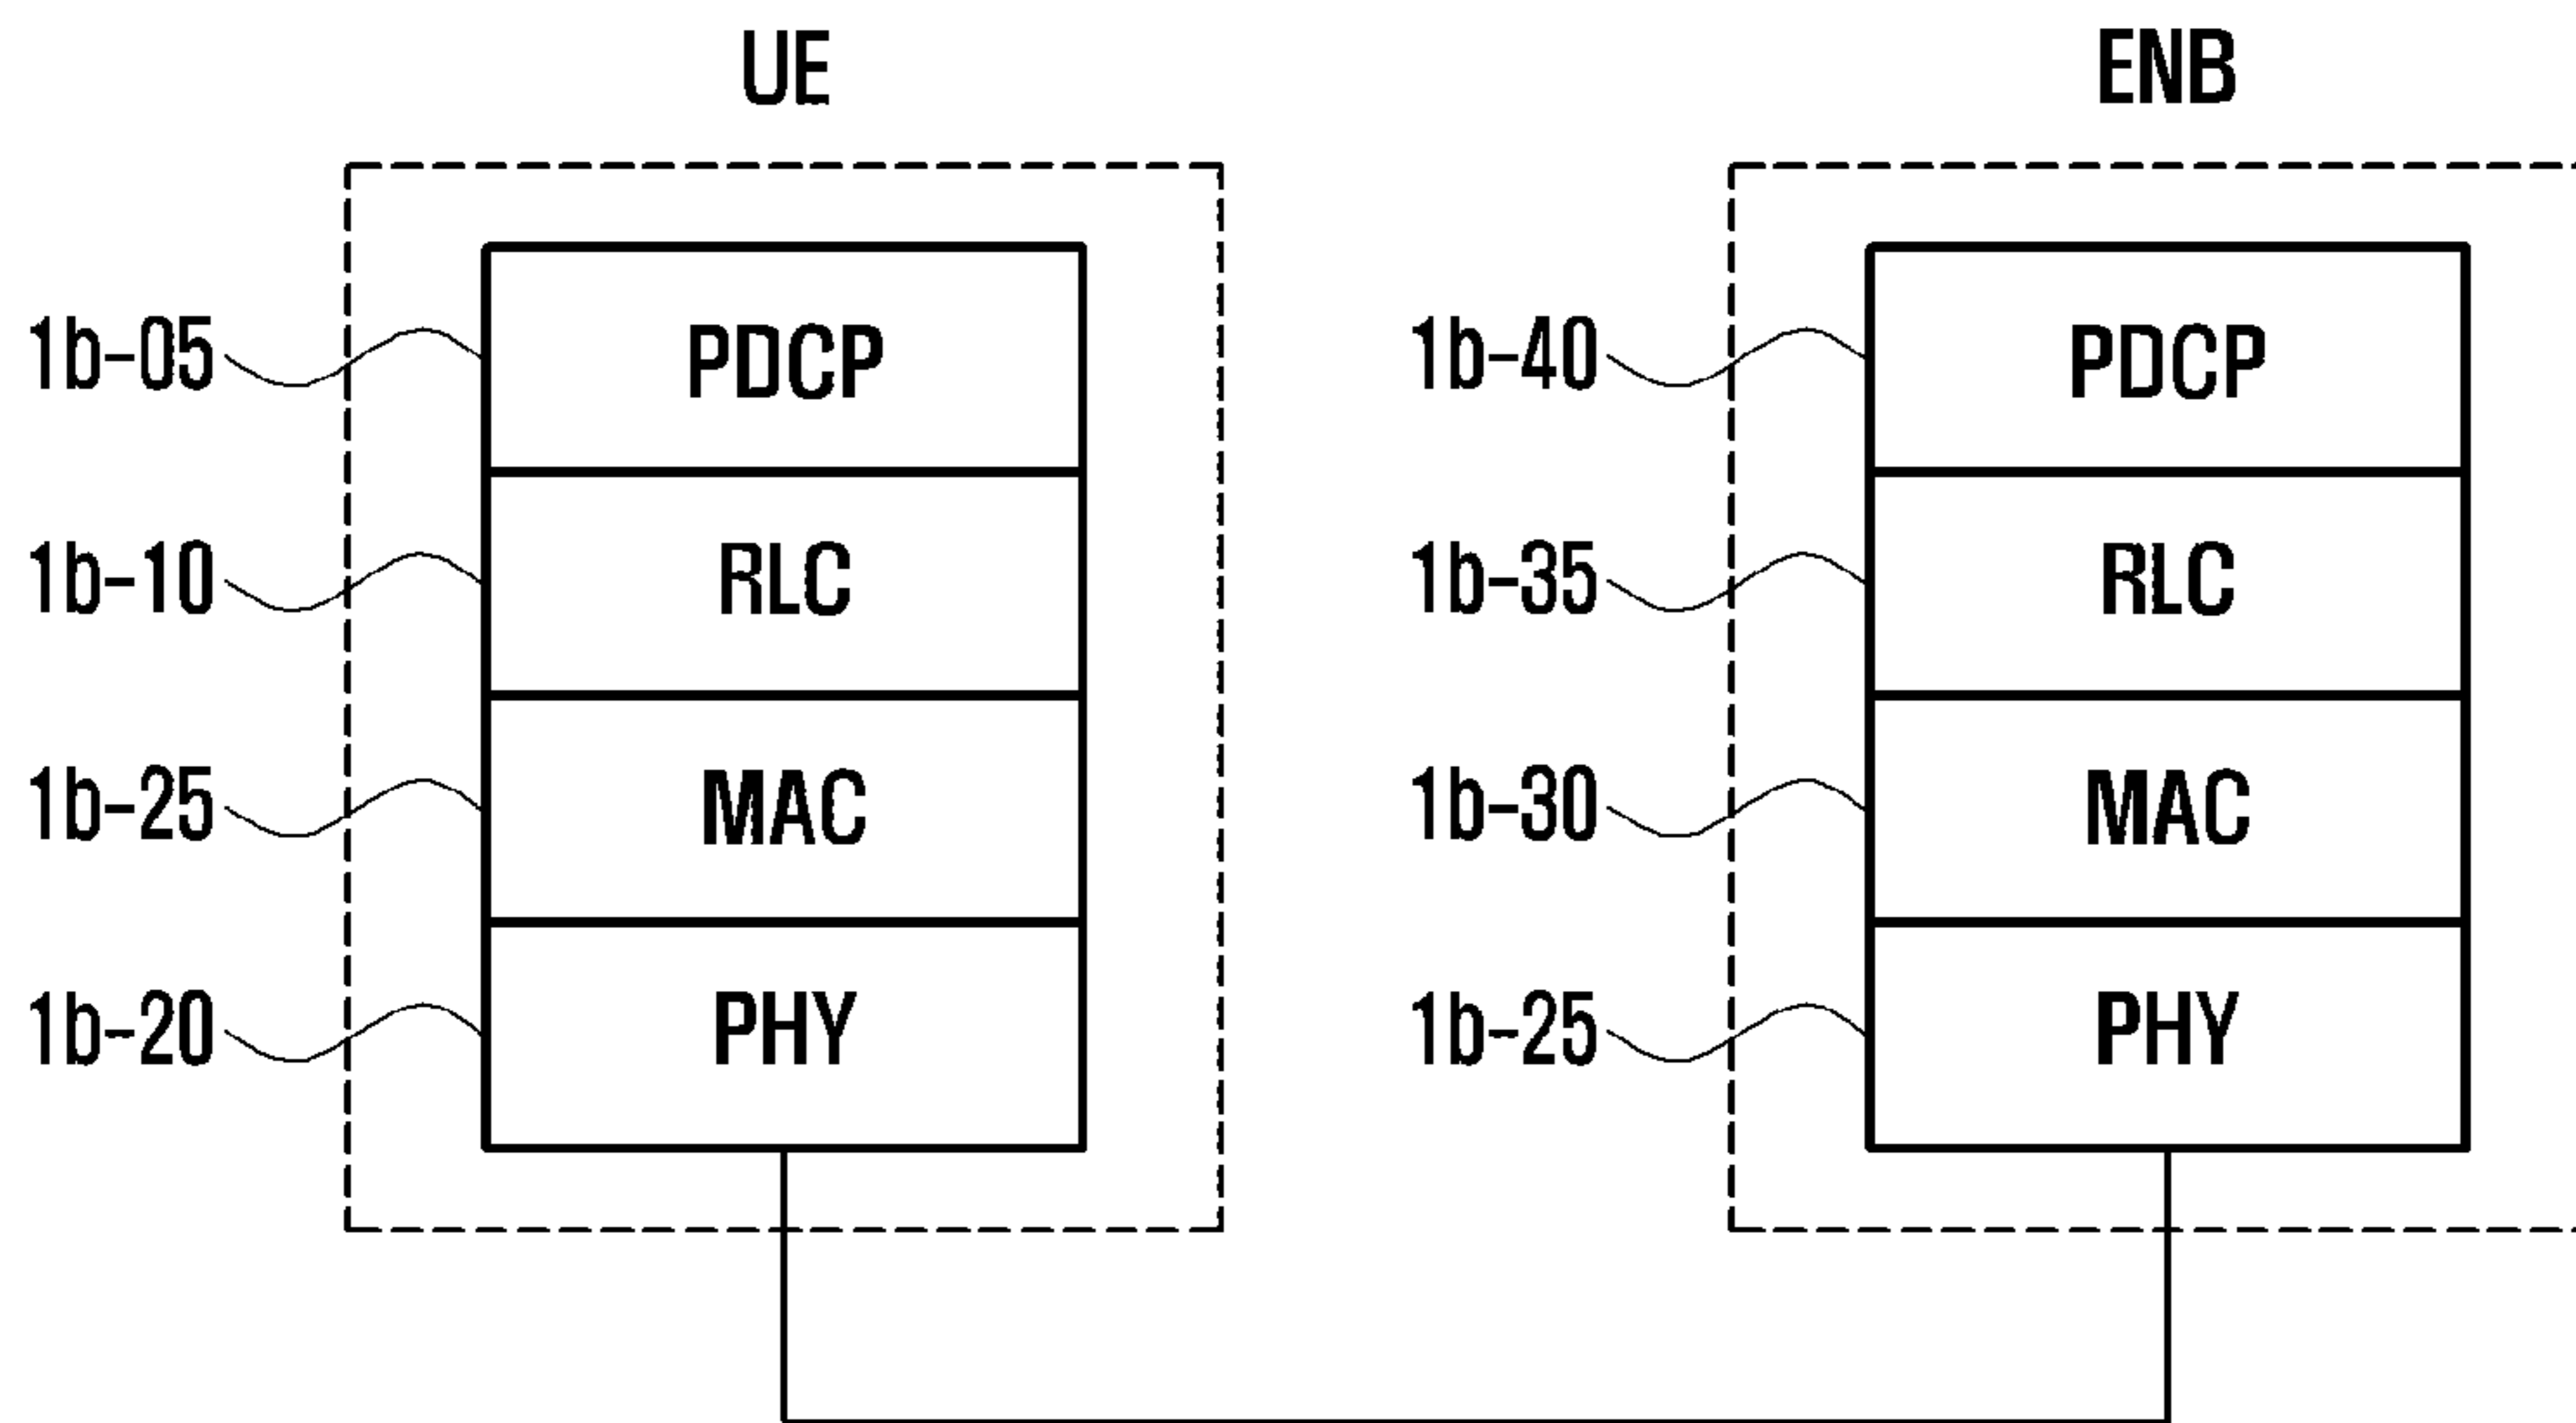 UE ENB
1b-05 PDCP 1b-40 PDCP
1b-10 RLC 1b-35 RLC
1b-25 MAC 1b-30 MAC
1b-20 PHY 1b-25 PHY